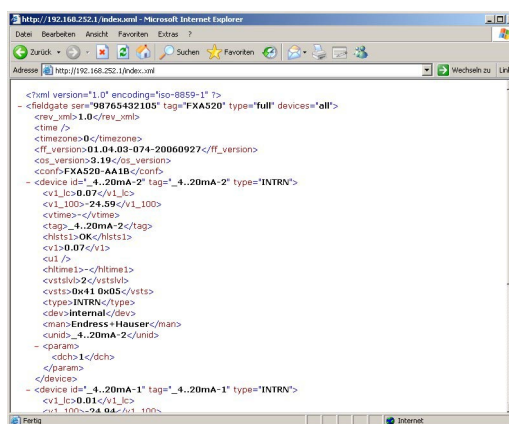 http://192.168.252.1/index.xml - Microsoft Internet Explorer
Datei Bearbeiten Ansicht Favoriten Extras ?
Zurück Suchen Favoriten
Adresse http://192.168.252.1/index.xml Wechseln zu Lin
<?xml version="1.0" encoding="iso-8859-1" ?>
- <fieldgate ser="98765432105" tag="FXA520" type="full" devices="all">
<rev_xml>1.0</rev_xml>
<time />
<timezone>0</timezone>
<ff_version>01.04.03-074-20060927</ff_version>
<os_version>3.19</os_version>
<conf>FXA520-AA1B</conf>
- <device id="_4..20mA-2" tag="_4..20mA-2" type="INTRN">
<v1_lc>0.07</v1_lc>
<v1_100>-24.59</v1_100>
<vtime>-</vtime>
<tag>_4..20mA-2</tag>
<hlsts1>OK</hlsts1>
<v1>0.07</v1>
<u1 />
<hltime1>-</hltime1>
<vstslvl>2</vstslvl>
<vsts>0x41 0x05</vsts>
<type>INTRN</type>
<dev>internal</dev>
<man>Endress+Hauser</man>
<unid>_4..20mA-2</unid>
- <param>
<dch>1</dch>
</param>
</device>
- <device id="_4..20mA-1" tag="_4..20mA-1" type="INTRN">
<v1_lc>0.01</v1_lc>
<v1_100>-24.94</v1_100>
Fertig Internet